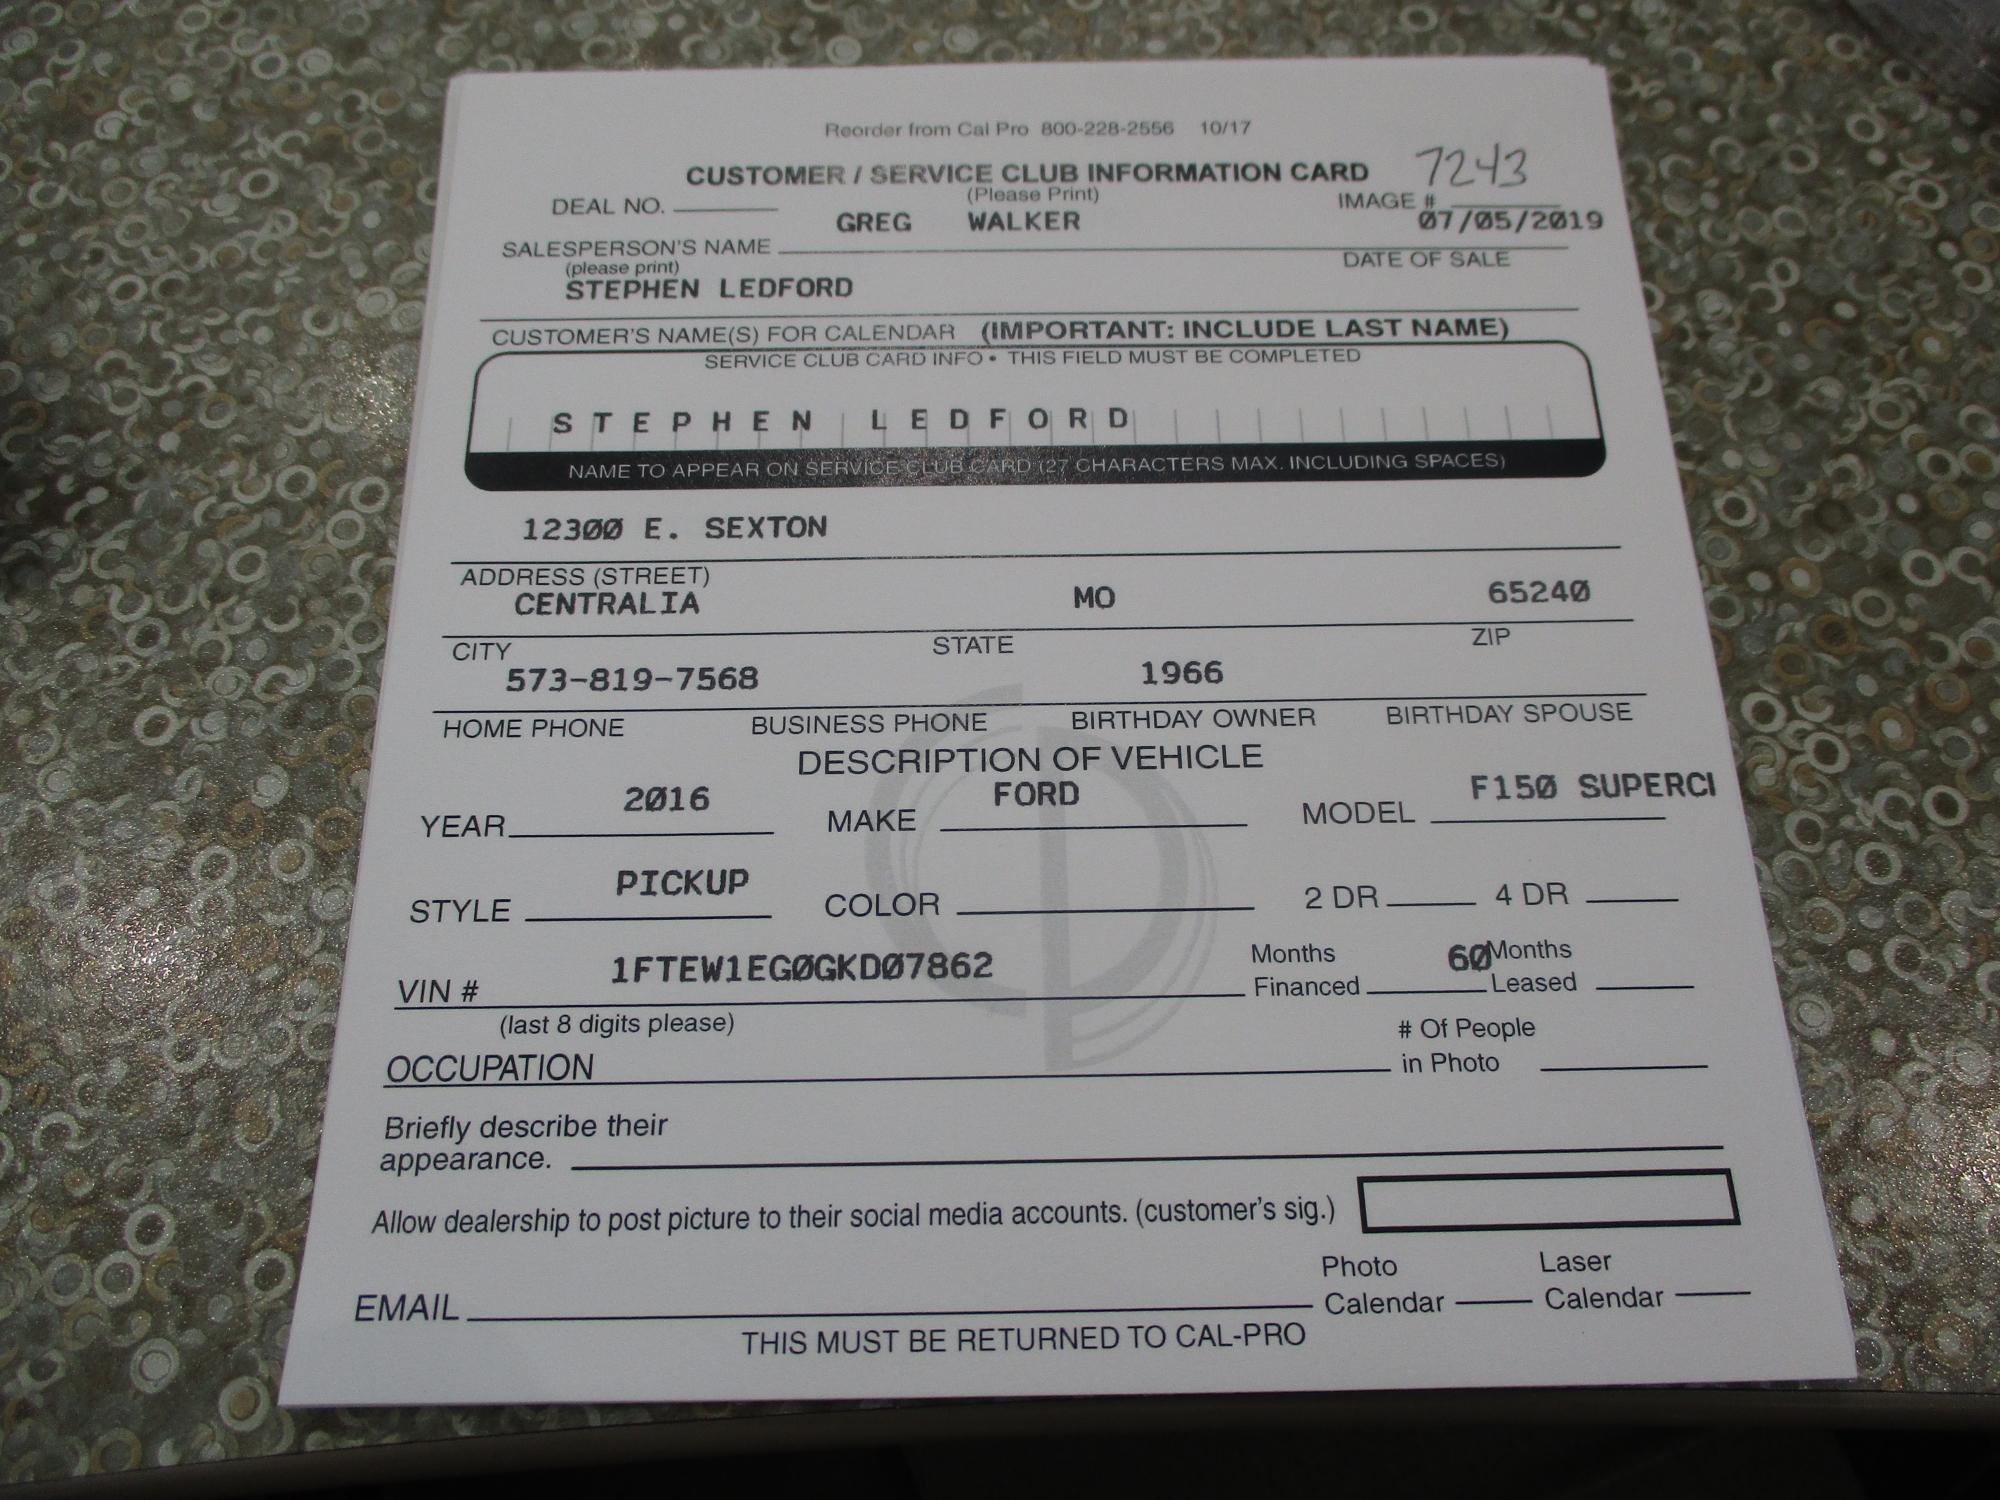 Reorder from Cal Pro 800-228-2556 10/17
CUSTOMER / SERVICE CLUB INFORMATION CARD 7243
(Please Print)
DEAL NO. IMAGE #
GREG WALKER 07/05/2019
SALESPERSON'S NAME DATE OF SALE
(please print)
STEPHEN LEDFORD
CUSTOMER'S NAME(S) FOR CALENDAR (IMPORTANT: INCLUDE LAST NAME)
SERVICE CLUB CARD INFO • THIS FIELD MUST BE COMPLETED
STEPHEN LEDFORD
NAME TO APPEAR ON SERVICE CLUB CARD (27 CHARACTERS MAX. INCLUDING SPACES)
12300 E. SEXTON
ADDRESS (STREET)
CENTRALIA MO 65240
CITY STATE ZIP
573-819-7568 1966
HOME PHONE BUSINESS PHONE BIRTHDAY OWNER BIRTHDAY SPOUSE
DESCRIPTION OF VEHICLE
2016 FORD F150 SUPERCI
YEAR MAKE MODEL
PICKUP
STYLE COLOR 2 DR 4 DR
1FTEW1EG0GKD07862 Months 60 Months
VIN # Financed Leased
(last 8 digits please) # Of People
OCCUPATION in Photo
Briefly describe their
appearance.
Allow dealership to post picture to their social media accounts. (customer's sig.)
Photo Laser
EMAIL Calendar Calendar
THIS MUST BE RETURNED TO CAL-PRO